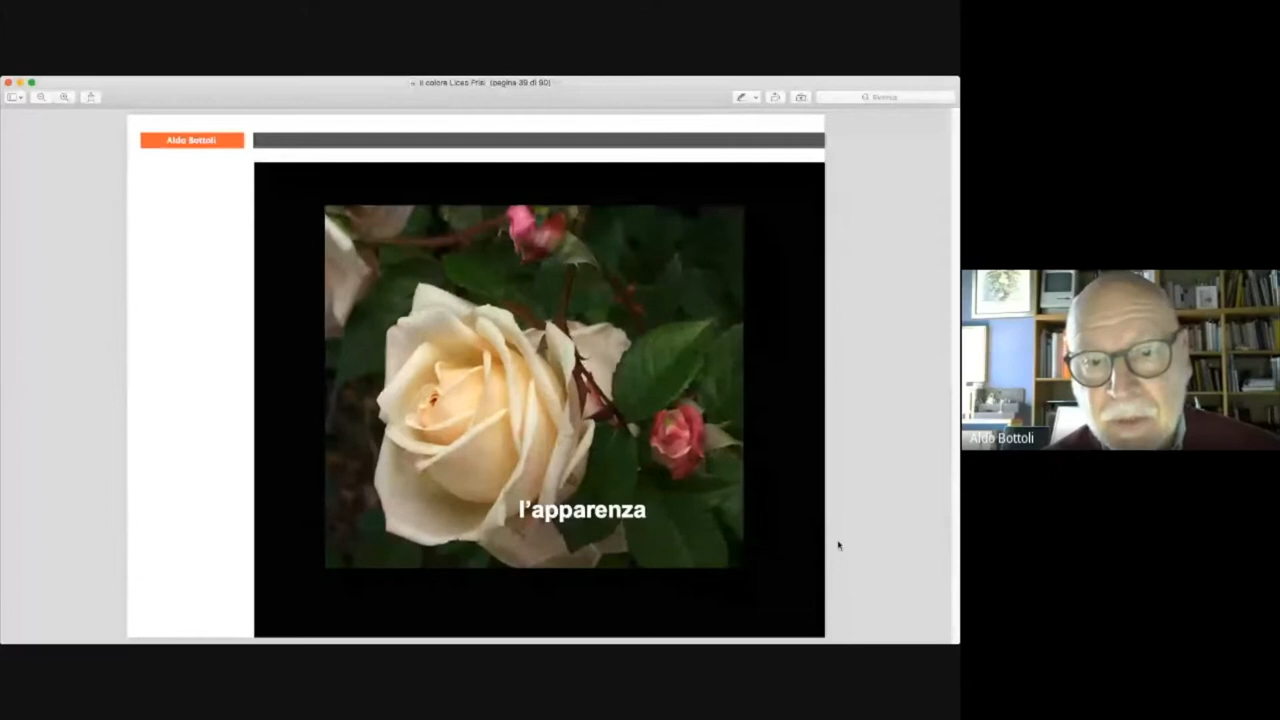 Il colore Liceo Frisi (pagina 39 di 90)
Aldo Bottoli
l'apparenza
Aldo Bottoli